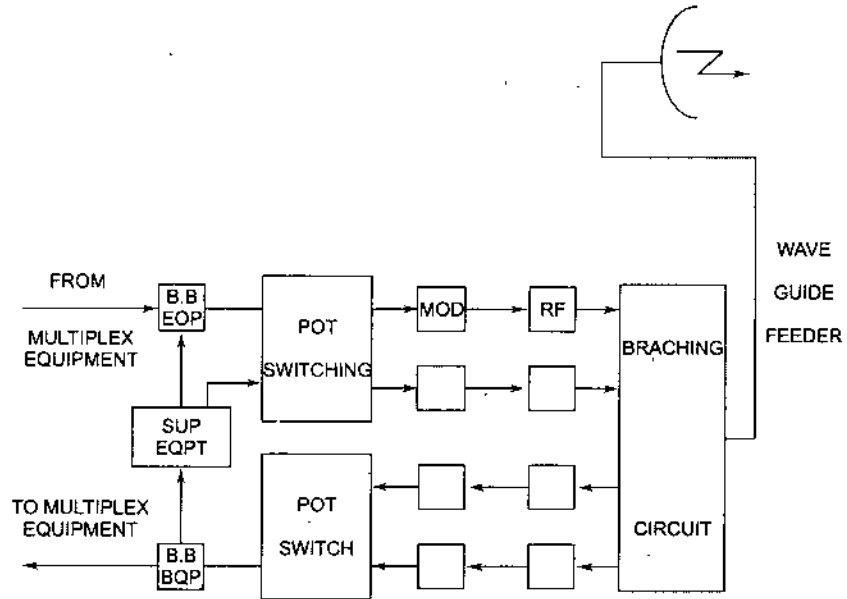 WAVE
GUIDE
FEEDER
FROM
MULTIPLEX
EQUIPMENT
B.B
EOP
POT
SWITCHING
MOD
RF
BRACHING
CIRCUIT
SUP
EQPT
TO MULTIPLEX
EQUIPMENT
B.B
BQP
POT
SWITCH